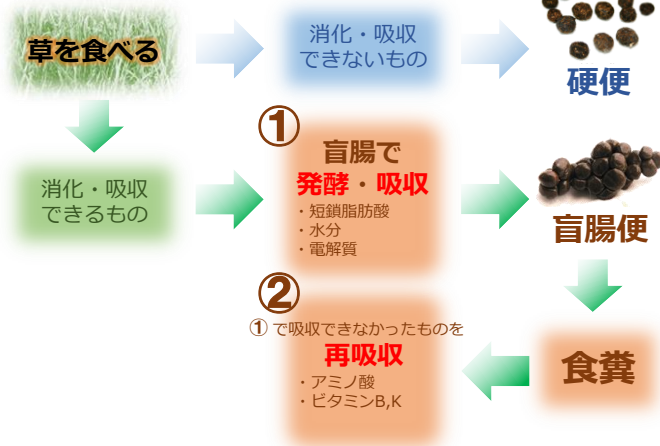 草を食べる
消化・吸収
できないもの
硬便
消化・吸収
できるもの
①
盲腸で
発酵・吸収
・短鎖脂肪酸
・水分
・電解質
盲腸便
②
①で吸収できなかったものを
再吸収
・アミノ酸
・ビタミンB,K
食糞